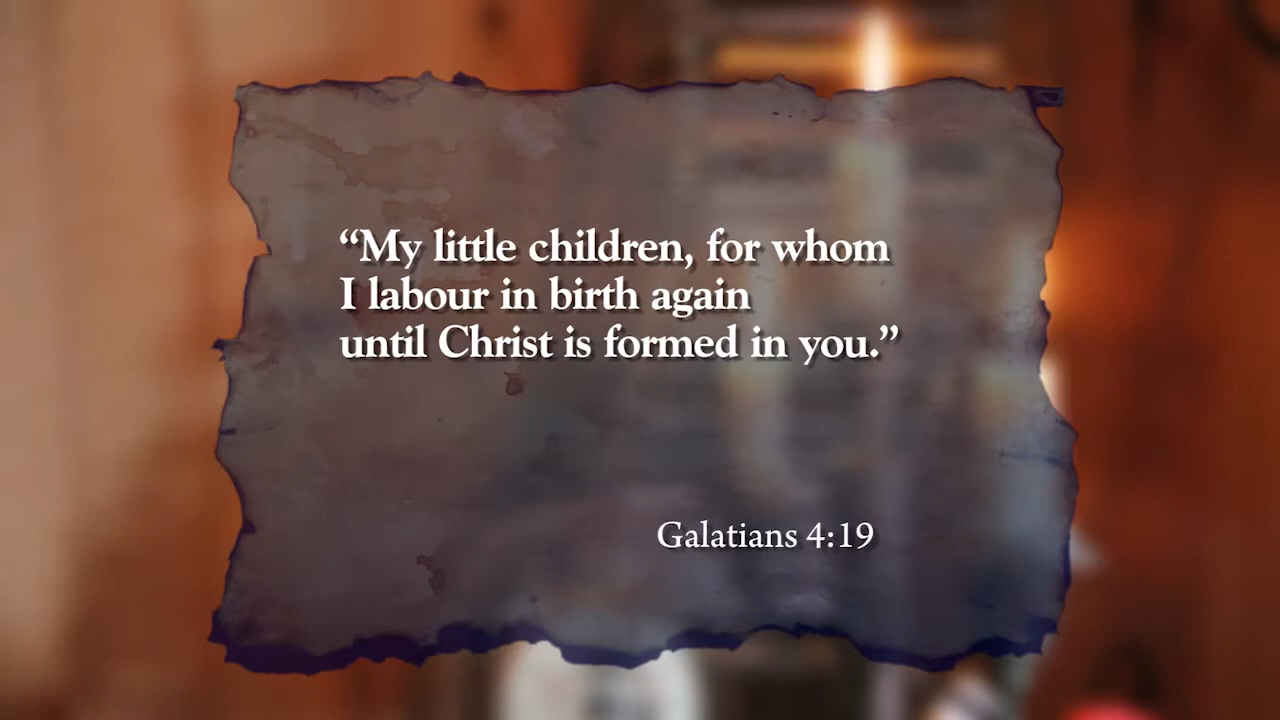 “My little children, for whom
I labour in birth again
until Christ is formed in you.”
Galatians 4:19